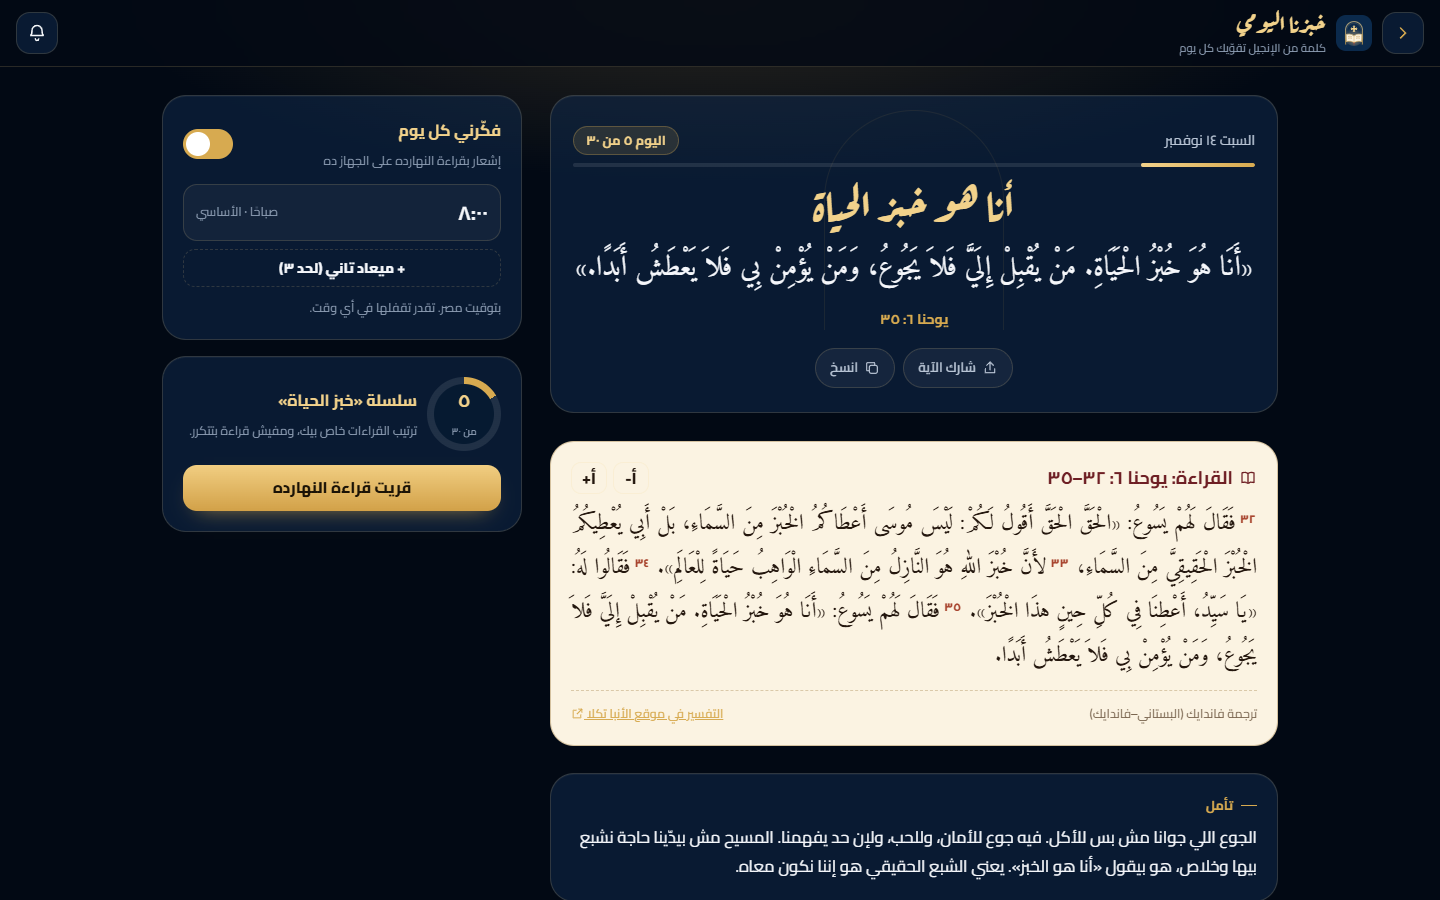 خبزنا اليومي
كلمة من الإنجيل تقوّيك كل يوم
السبت ١٤ نوفمبر
اليوم ٥ من ٣٠
أنا هو خبز الحياة
«أَنَا هُوَ خُبْزُ الْحَيَاةِ. مَنْ يُقْبِلْ إِلَيَّ فَلاَ يَجُوعُ، وَمَنْ يُؤْمِنْ بِي فَلاَ يَعْطَشُ أَبَدًا.»
يوحنا ٦: ٣٥
شارك الآية
انسخ
القراءة: يوحنا ٦: ٣٢–٣٥
أ-
أ+
٣٢ فَقَالَ لَهُمْ يَسُوعُ: «الْحَقَّ الْحَقَّ أَقُولُ لَكُمْ: لَيْسَ مُوسَى أَعْطَاكُمُ الْخُبْزَ مِنَ السَّمَاءِ، بَلْ أَبِي يُعْطِيكُمُ
الْخُبْزَ الْحَقِيقِيَّ مِنَ السَّمَاءِ، ٣٣ لأَنَّ خُبْزَ اللهِ هُوَ النَّازِلُ مِنَ السَّمَاءِ الْوَاهِبُ حَيَاةً لِلْعَالَمِ». ٣٤ فَقَالُوا لَهُ:
«يَا سَيِّدُ، أَعْطِنَا فِي كُلِّ حِينٍ هذَا الْخُبْزَ». ٣٥ فَقَالَ لَهُمْ يَسُوعُ: «أَنَا هُوَ خُبْزُ الْحَيَاةِ. مَنْ يُقْبِلْ إِلَيَّ فَلاَ
يَجُوعُ، وَمَنْ يُؤْمِنْ بِي فَلاَ يَعْطَشُ أَبَدًا.
ترجمة فاندايك (البستاني–فاندايك)
التفسير في موقع الأنبا تكلا
تأمل
الجوع اللي جوانا مش بس للأكل. فيه جوع للأمان، وللحب، ولإن حد يفهمنا. المسيح مش بيدّينا حاجة نشبع
بيها وخلاص، هو بيقول «أنا هو الخبز». يعني الشبع الحقيقي هو إننا نكون معاه.
فكّرني كل يوم
إشعار بقراءة النهارده على الجهاز ده
٨:٠٠
صباحًا · الأساسي
+ ميعاد تاني (لحد ٣)
بتوقيت مصر. تقدر تقفلها في أي وقت.
٥
من ٣٠
سلسلة «خبز الحياة»
ترتيب القراءات خاص بيك، ومفيش قراءة بتتكرر.
قريت قراءة النهارده